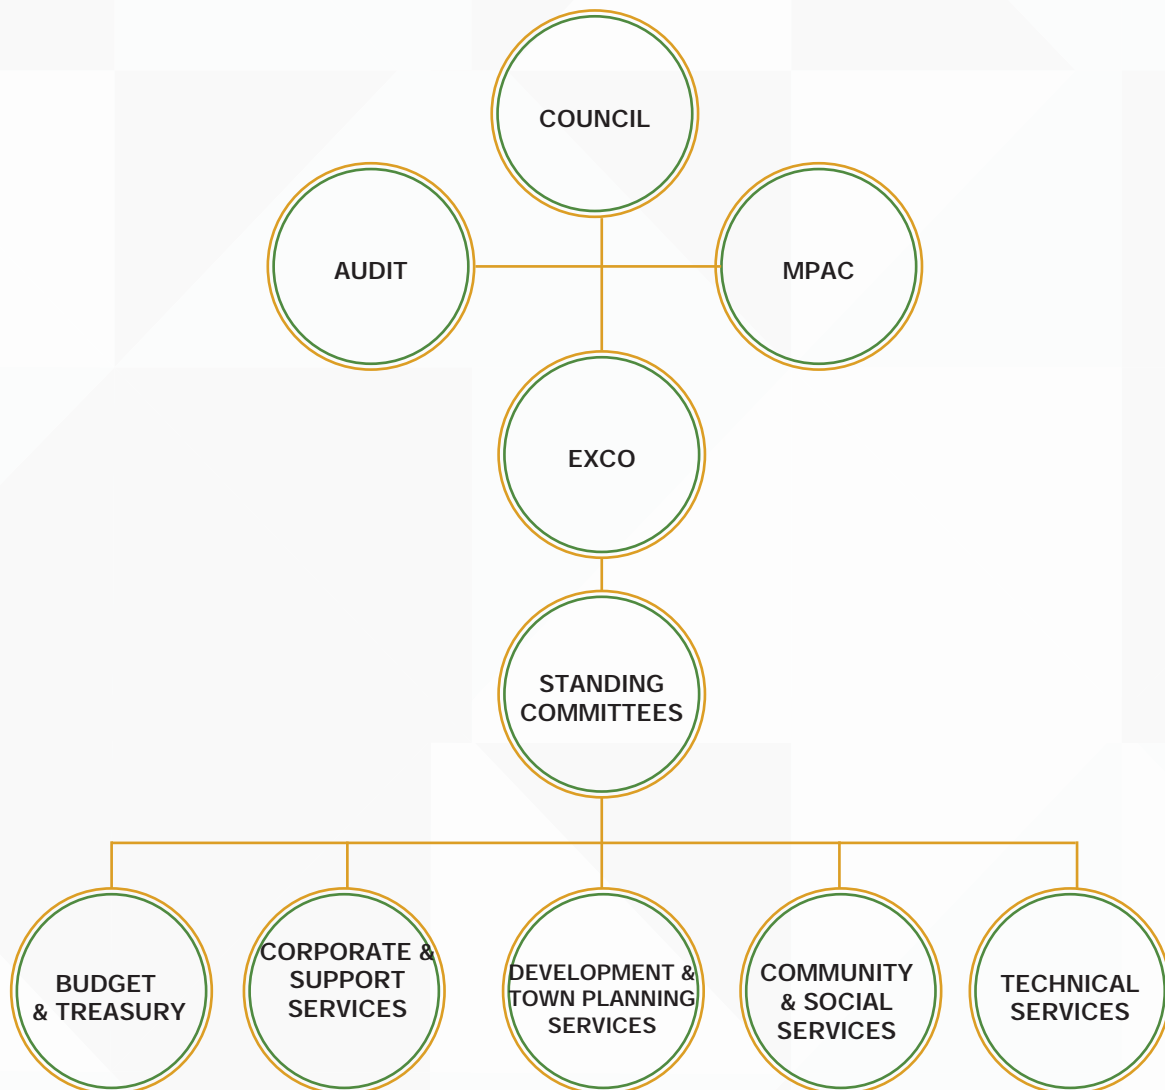 COUNCIL
AUDIT
MPAC
EXCO
STANDING
COMMITTEES
BUDGET
& TREASURY
CORPORATE &
SUPPORT
SERVICES
DEVELOPMENT &
TOWN PLANNING
SERVICES
COMMUNITY
& SOCIAL
SERVICES
TECHNICAL
SERVICES